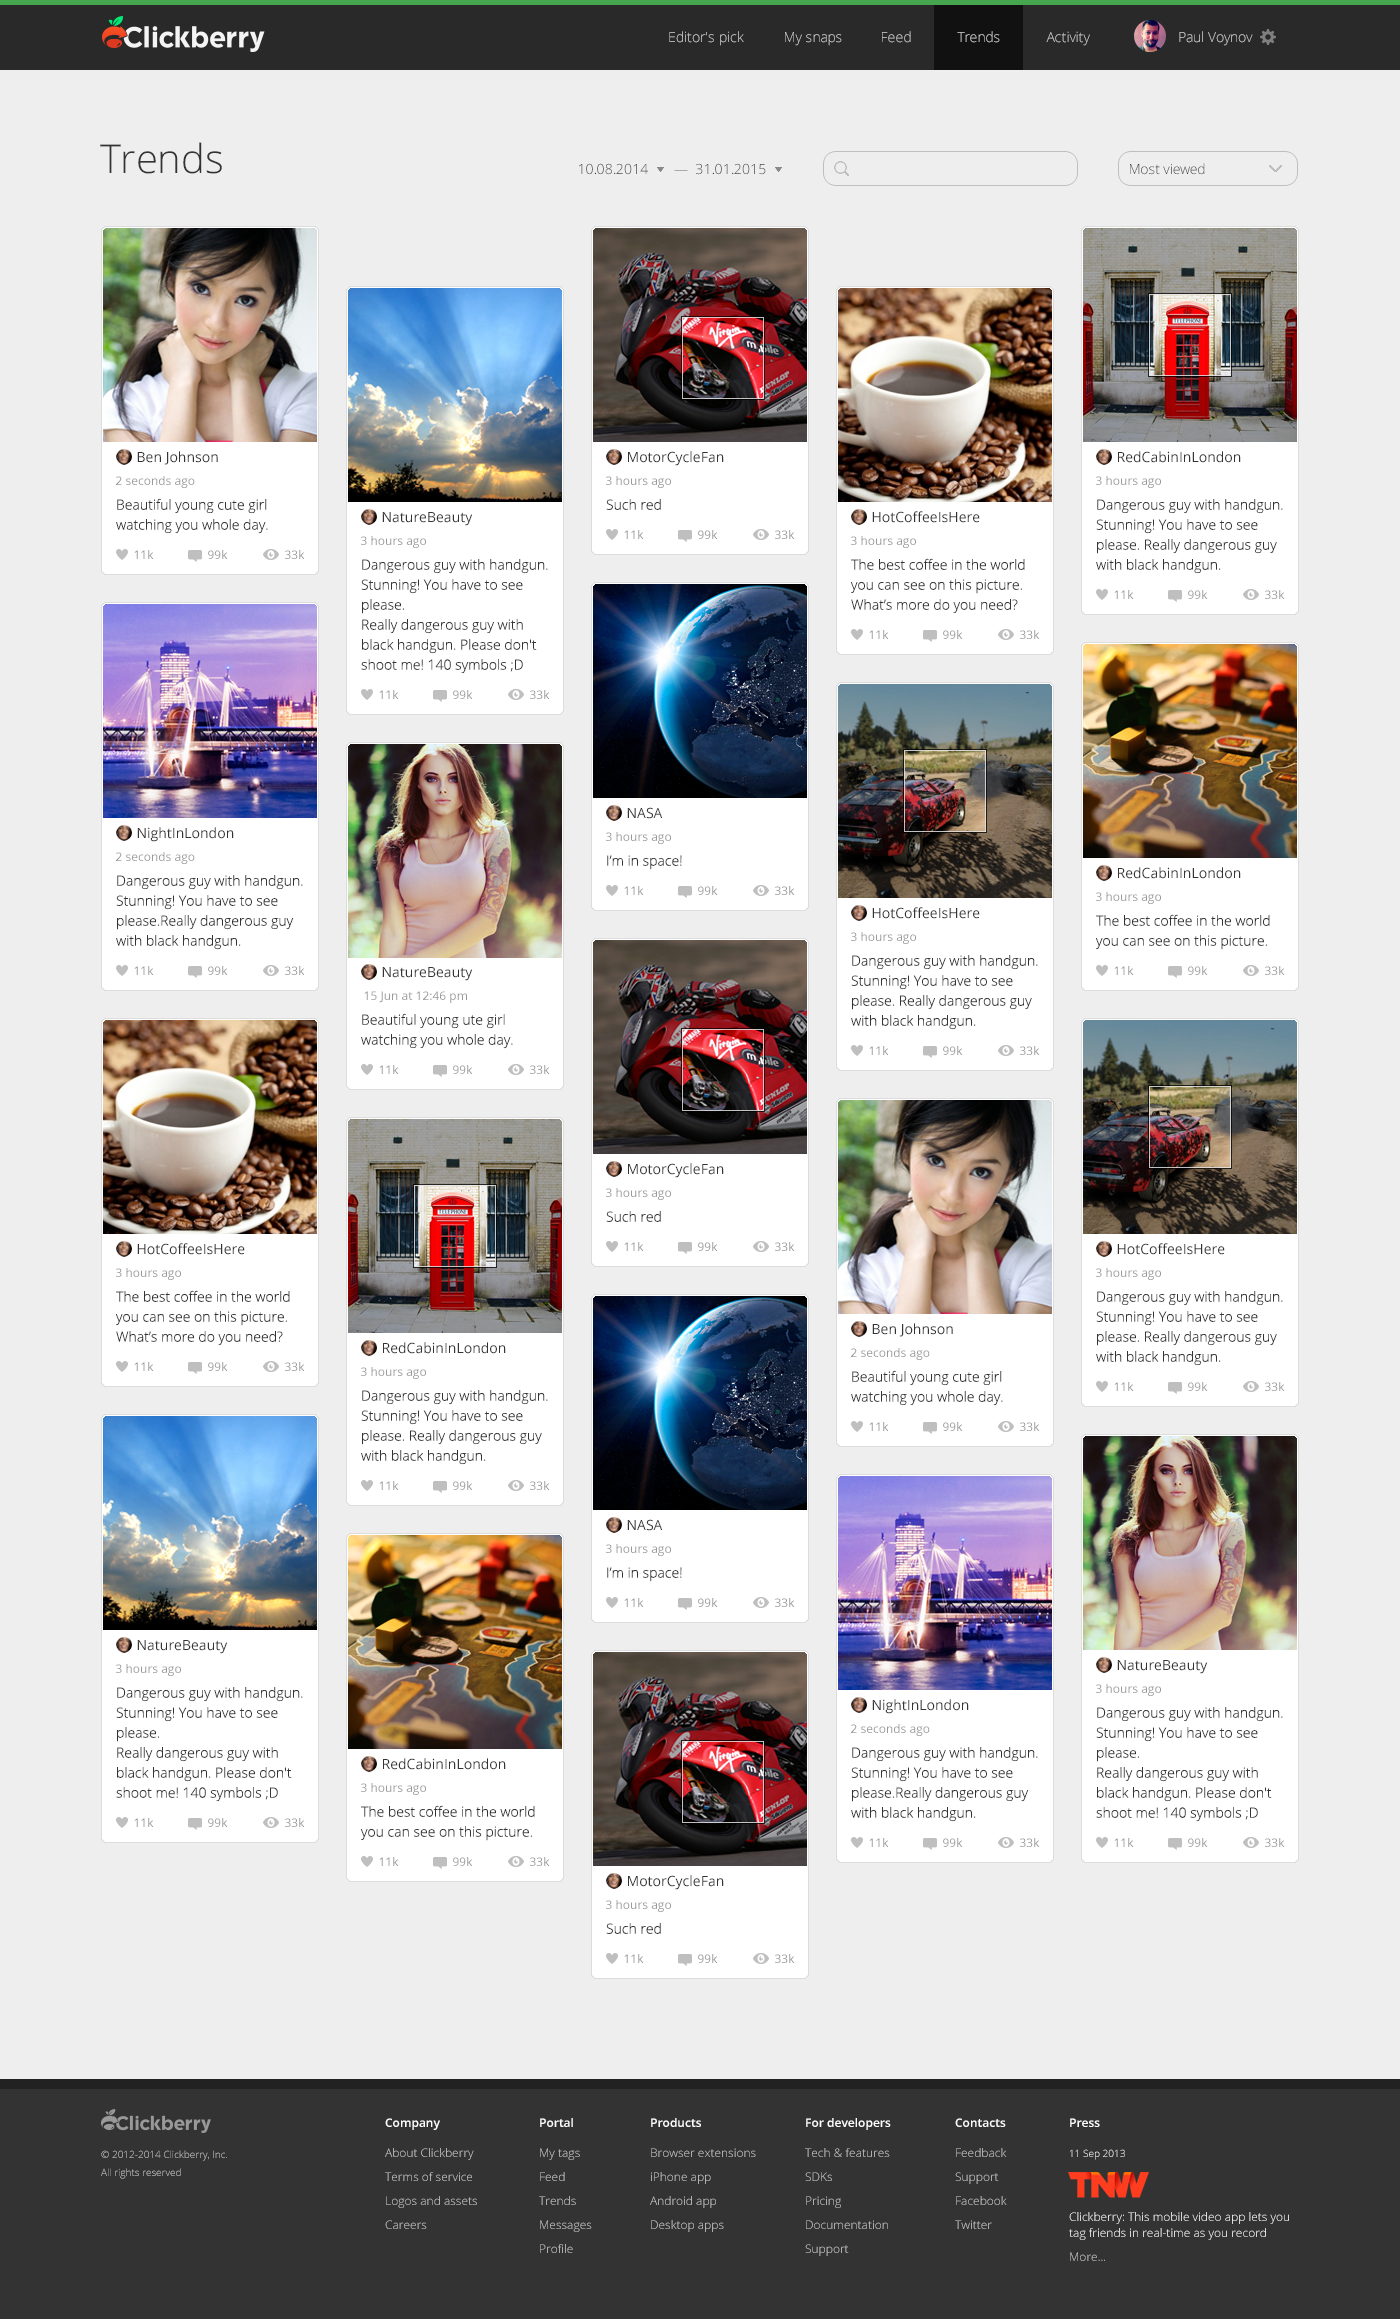 Clickberry
Editor's pick
My snaps
Feed
Trends
Activity
Paul Voynov
Trends
10.08.2014 — 31.01.2015
Most viewed
Ben Johnson
2 seconds ago
Beautiful young cute girl
watching you whole day.
11k 99k 33k
NightInLondon
2 seconds ago
Dangerous guy with handgun.
Stunning! You have to see
please.Really dangerous guy
with black handgun.
11k 99k 33k
HotCoffeeIsHere
3 hours ago
The best coffee in the world
you can see on this picture.
What's more do you need?
11k 99k 33k
NatureBeauty
3 hours ago
Dangerous guy with handgun.
Stunning! You have to see
please.
Really dangerous guy with
black handgun. Please don't
shoot me! 140 symbols ;D
11k 99k 33k
NatureBeauty
3 hours ago
Dangerous guy with handgun.
Stunning! You have to see
please.
Really dangerous guy with
black handgun. Please don't
shoot me! 140 symbols ;D
11k 99k 33k
NatureBeauty
15 Jun at 12:46 pm
Beautiful young ute girl
watching you whole day.
11k 99k 33k
TELEPHONE
RedCabinInLondon
3 hours ago
Dangerous guy with handgun.
Stunning! You have to see
please. Really dangerous guy
with black handgun.
11k 99k 33k
RedCabinInLondon
3 hours ago
The best coffee in the world
you can see on this picture.
11k 99k 33k
Virgin
mobile
DUNLOP
MotorCycleFan
3 hours ago
Such red
11k 99k 33k
NASA
3 hours ago
I'm in space!
11k 99k 33k
Virgin
mobile
DUNLOP
MotorCycleFan
3 hours ago
Such red
11k 99k 33k
NASA
3 hours ago
I'm in space!
11k 99k 33k
Virgin
mobile
DUNLOP
MotorCycleFan
3 hours ago
Such red
11k 99k 33k
HotCoffeeIsHere
3 hours ago
The best coffee in the world
you can see on this picture.
What's more do you need?
11k 99k 33k
HotCoffeeIsHere
3 hours ago
Dangerous guy with handgun.
Stunning! You have to see
please. Really dangerous guy
with black handgun.
11k 99k 33k
Ben Johnson
2 seconds ago
Beautiful young cute girl
watching you whole day.
11k 99k 33k
NightInLondon
2 seconds ago
Dangerous guy with handgun.
Stunning! You have to see
please.Really dangerous guy
with black handgun.
11k 99k 33k
TELEPHONE
RedCabinInLondon
3 hours ago
Dangerous guy with handgun.
Stunning! You have to see
please. Really dangerous guy
with black handgun.
11k 99k 33k
RedCabinInLondon
3 hours ago
The best coffee in the world
you can see on this picture.
11k 99k 33k
HotCoffeeIsHere
3 hours ago
Dangerous guy with handgun.
Stunning! You have to see
please. Really dangerous guy
with black handgun.
11k 99k 33k
NatureBeauty
3 hours ago
Dangerous guy with handgun.
Stunning! You have to see
please.
Really dangerous guy with
black handgun. Please don't
shoot me! 140 symbols ;D
11k 99k 33k
Clickberry
© 2012-2014 Clickberry, Inc.
All rights reserved
Company
About Clickberry
Terms of service
Logos and assets
Careers
Portal
My tags
Feed
Trends
Messages
Profile
Products
Browser extensions
iPhone app
Android app
Desktop apps
For developers
Tech & features
SDKs
Pricing
Documentation
Support
Contacts
Feedback
Support
Facebook
Twitter
Press
11 Sep 2013
TNW
Clickberry: This mobile video app lets you
tag friends in real-time as you record
More...